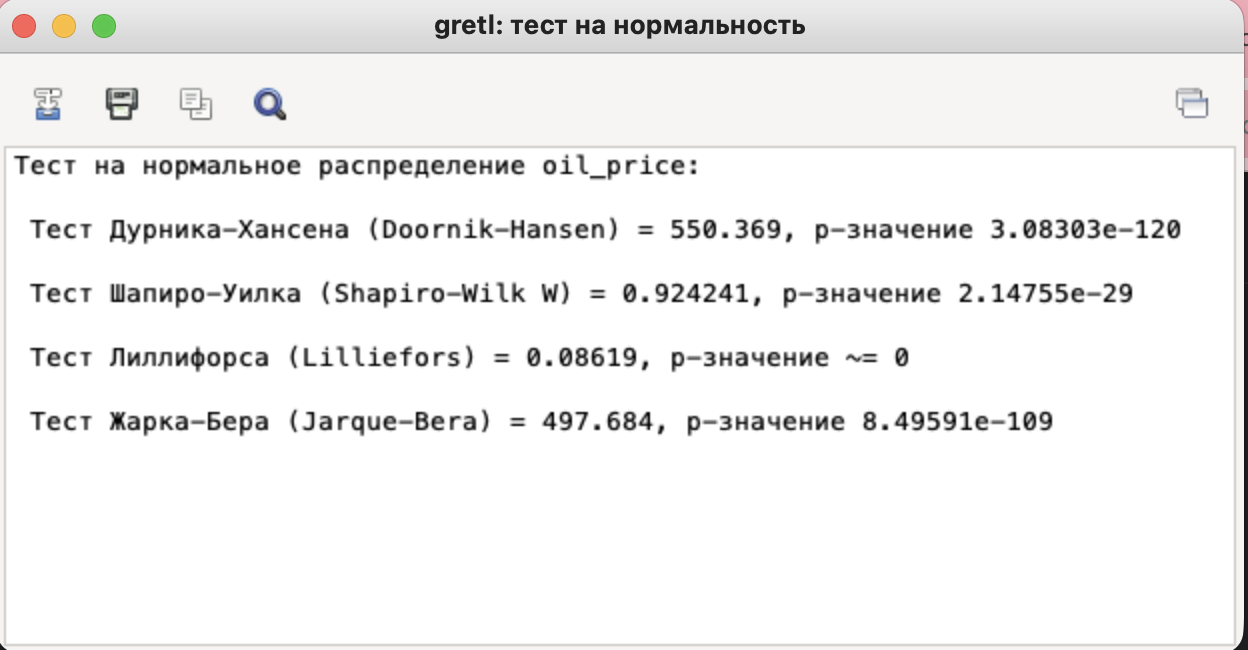 gretl: тест на нормальность
Тест на нормальное распределение oil_price:
Тест Дурника-Хансена (Doornik-Hansen) = 550.369, p-значение 3.08303e-120
Тест Шапиро-Уилка (Shapiro-Wilk W) = 0.924241, p-значение 2.14755e-29
Тест Лиллифорса (Lilliefors) = 0.08619, p-значение ~= 0
Тест Жарка-Бера (Jarque-Bera) = 497.684, p-значение 8.49591e-109